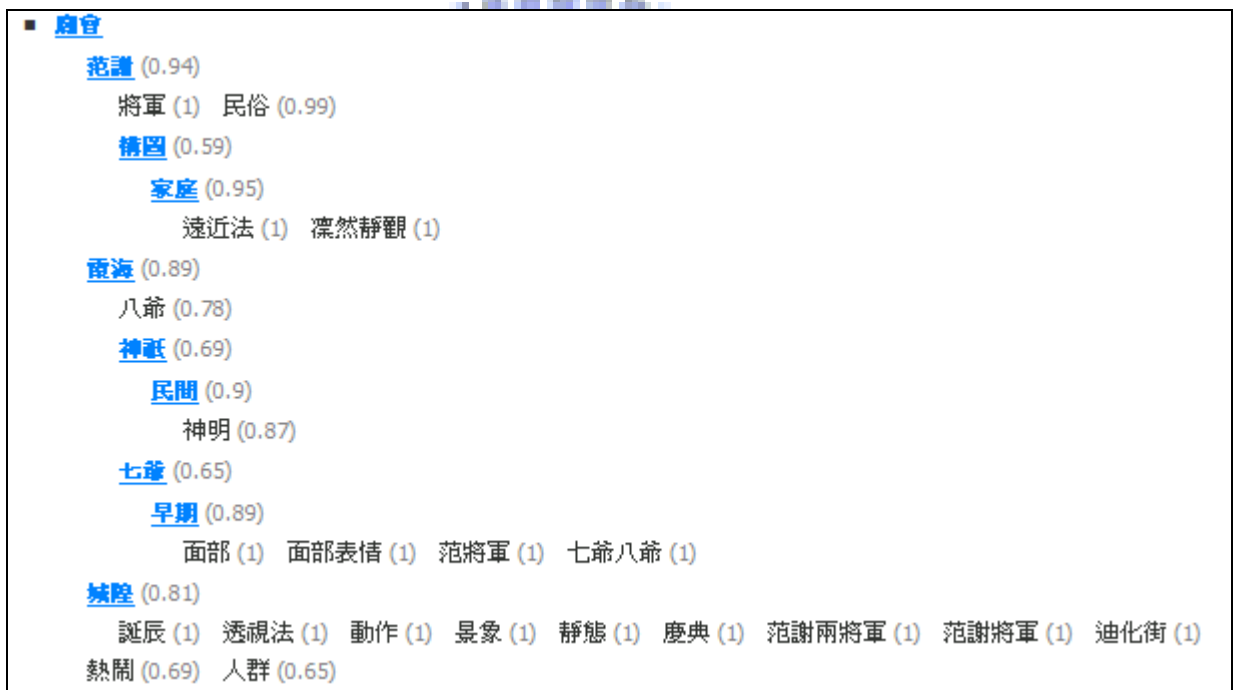 ▪ 廟會
范謝 (0.94)
將軍 (1) 民俗 (0.99)
構圖 (0.59)
家庭 (0.95)
遠近法 (1) 凜然靜觀 (1)
霞海 (0.89)
八爺 (0.78)
神祇 (0.69)
民間 (0.9)
神明 (0.87)
七爺 (0.65)
早期 (0.89)
面部 (1) 面部表情 (1) 范將軍 (1) 七爺八爺 (1)
城隍 (0.81)
誕辰 (1) 透視法 (1) 動作 (1) 景象 (1) 靜態 (1) 慶典 (1) 范謝兩將軍 (1) 范謝將軍 (1) 迪化街 (1)
熱鬧 (0.69) 人群 (0.65)